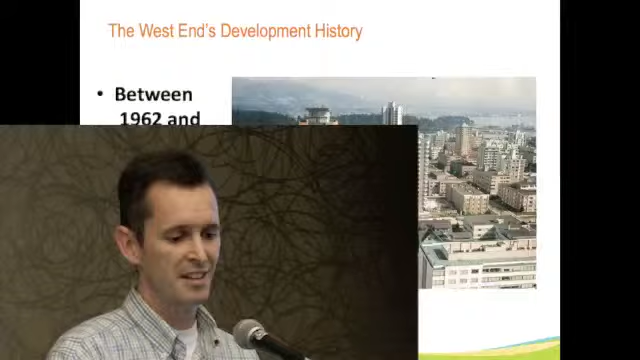 The West End's Development History
• Between
1962 and